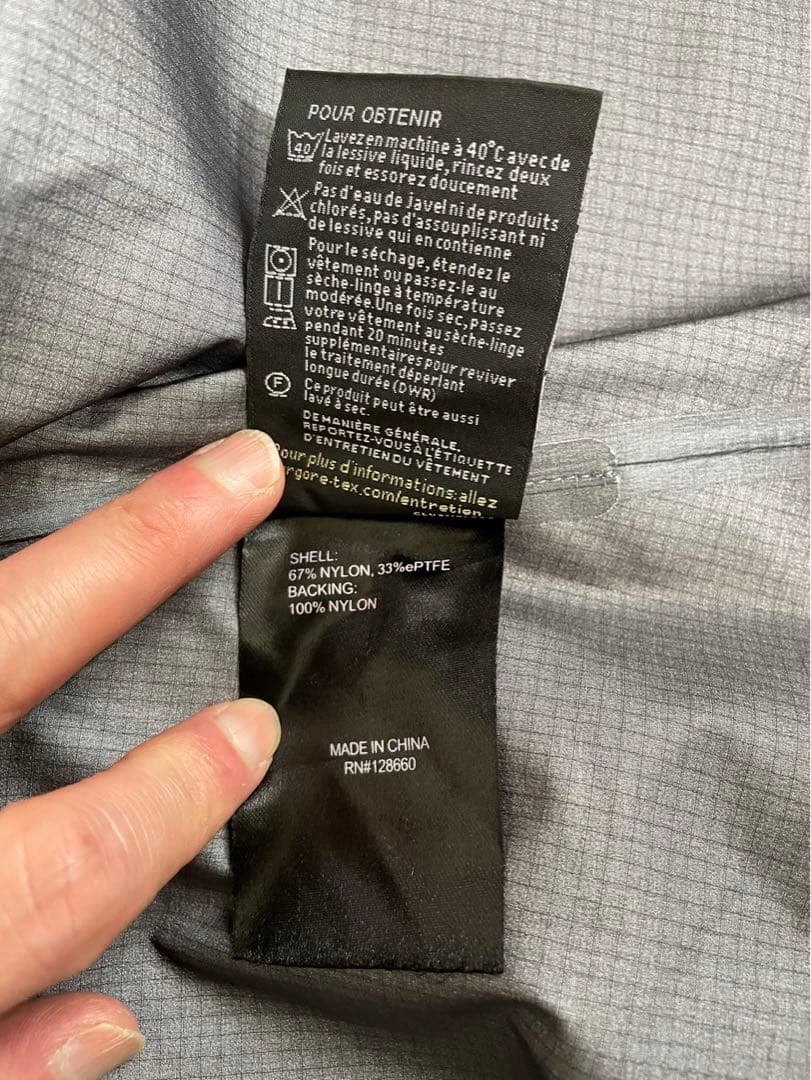 POUR OBTENIR
40
Lavez en machine à 40°C avec de
la lessive liquide, rincez deux
fois et essorez doucement
Pas d'eau de Javel ni de produits
chlorés, pas d'assouplissant ni
de lessive qui en contienne
Pour le séchage, étendez le
vêtement ou passez-le au
sèche-linge à température
modérée. Une fois sec, passez
votre vêtement au sèche-linge
pendant 20 minutes
supplémentaires pour reviver
le traitement déperlant
longue durée (DWR)
F
Ce produit peut être aussi
lavé à sec.
DE MANIÈRE GÉNÉRALE,
REPORTEZ-VOUS À L'ÉTIQUETTE
D'ENTRETIEN DU VÊTEMENT
our plus d'informations: allez
gore-tex.com/entretien
SHELL:
67% NYLON, 33%ePTFE
BACKING:
100% NYLON
MADE IN CHINA
RN#128660